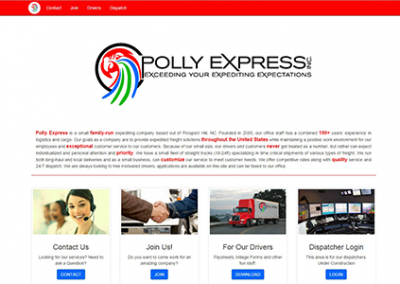 Contact Join Drivers Dispatch
POLLY EXPRESS INC.
EXCEEDING YOUR EXPEDITING EXPECTATIONS
Polly Express is a small family-run expediting company based out of Prospect Hill, NC. Founded in 2000, our office staff has a combined 100+ years' experience in
logistics and cargo. Our goals as a company are to provide expedited freight solutions throughout the United States while maintaining a positive work environment for our
employees and exceptional customer service to our customers. Because of our small size, our drivers and customers never get treated as a number, but rather can expect
individualized and personal attention and priority. We have a small fleet of straight trucks (18-24ft) specializing in time critical shipments of various types of freight. We run
both long-haul and local deliveries and as a small business, can customize our service to meet customer needs. We offer competitive rates along with quality service and
24/7 dispatch. We are always looking to hire motivated drivers, applications are available on this site and can be faxed to our office.
Contact Us
Looking for our services? Need to
ask a Question?
CONTACT
Join Us!
Do you want to come work for an
amazing company?
JOIN
For Our Drivers
Paysheets, Village Forms and other
fun stuff.
DOWNLOAD
Dispatcher Login
This area is for our dispatchers.
Under Construction
LOGIN